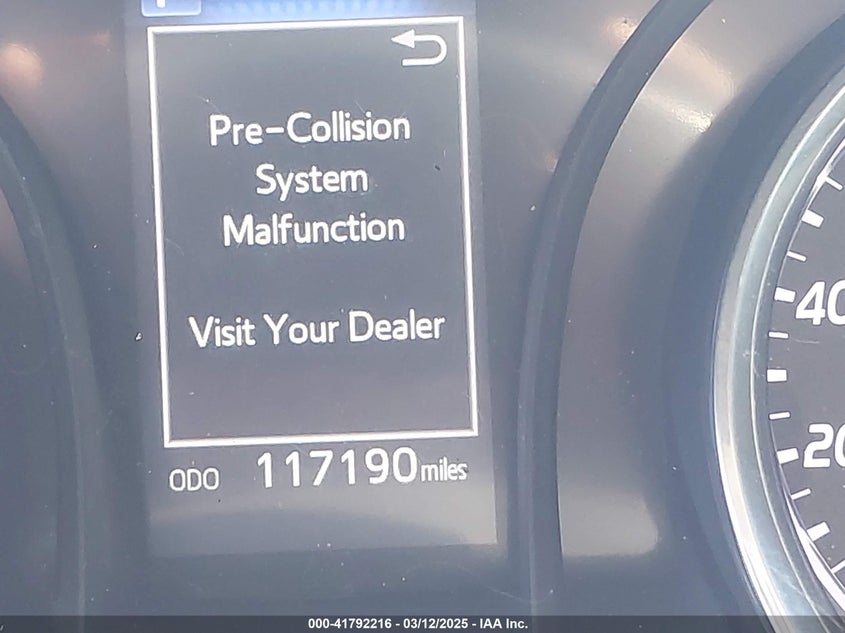 Pre-Collision
System
Malfunction
Visit Your Dealer
ODO 117190 miles
40
20
000-41792216 - 03/12/2025 - IAA Inc.